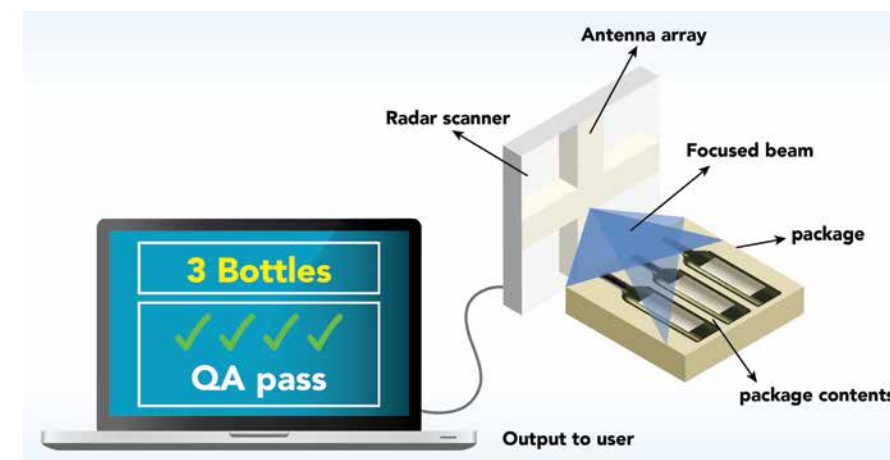 Antenna array
Radar scanner
Focused beam
package
3 Bottles
QA pass
package contents
Output to user